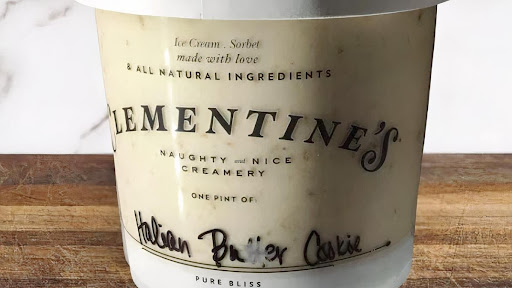 Ice Cream . Sorbet
made with love
& ALL NATURAL INGREDIENTS
CLEMENTINE'S
NAUGHTY and NICE
CREAMERY
ONE PINT OF:
Italian Butter Cookie
PURE BLISS